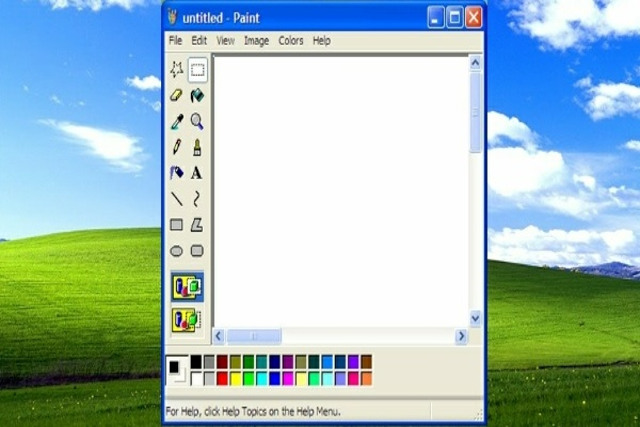 untitled - Paint
File Edit View Image Colors Help
A
For Help, click Help Topics on the Help Menu.